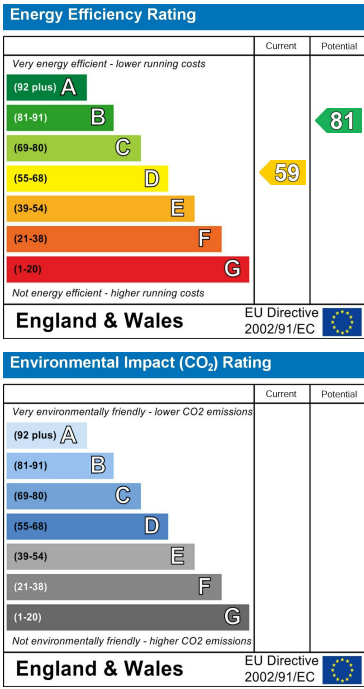 Energy Efficiency Rating
Current Potential
Very energy efficient - lower running costs
(92 plus) A
(81-91) B
81
(69-80) C
(55-68) D
59
(39-54) E
(21-38) F
(1-20) G
Not energy efficient - higher running costs
England & Wales
EU Directive
2002/91/EC
Environmental Impact (CO₂) Rating
Current Potential
Very environmentally friendly - lower CO2 emissions
(92 plus) A
(81-91) B
(69-80) C
(55-68) D
(39-54) E
(21-38) F
(1-20) G
Not environmentally friendly - higher CO2 emissions
England & Wales
EU Directive
2002/91/EC